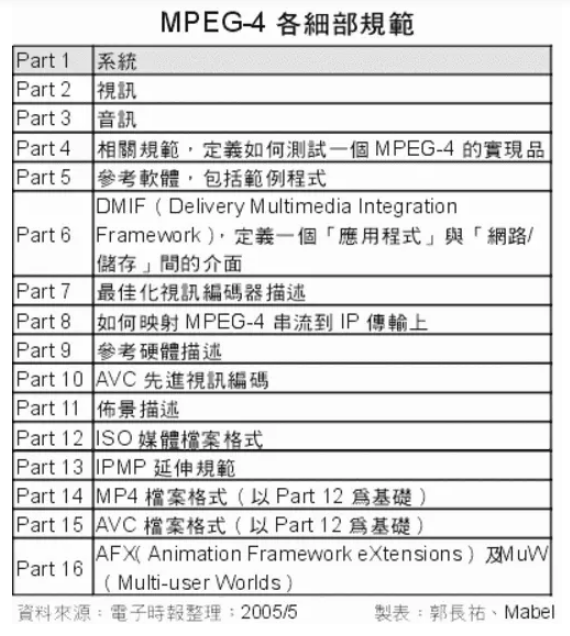 MPEG-4 各細部規範
Part 1 系統
Part 2 視訊
Part 3 音訊
Part 4 相關規範，定義如何測試一個 MPEG-4 的實現品
Part 5 參考軟體，包括範例程式
Part 6 DMIF（Delivery Multimedia Integration
Framework），定義一個「應用程式」與「網路/
儲存」間的介面
Part 7 最佳化視訊編碼器描述
Part 8 如何映射 MPEG-4 串流到 IP 傳輸上
Part 9 參考硬體描述
Part 10 AVC 先進視訊編碼
Part 11 佈景描述
Part 12 ISO 媒體檔案格式
Part 13 IPMP 延伸規範
Part 14 MP4 檔案格式（以 Part 12 為基礎）
Part 15 AVC 檔案格式（以 Part 12 為基礎）
Part 16 AFX（Animation Framework eXtensions）及MuW
（Multi-user Worlds）
資料來源：電子時報整理，2005/5 製表：郭長祐、Mabel